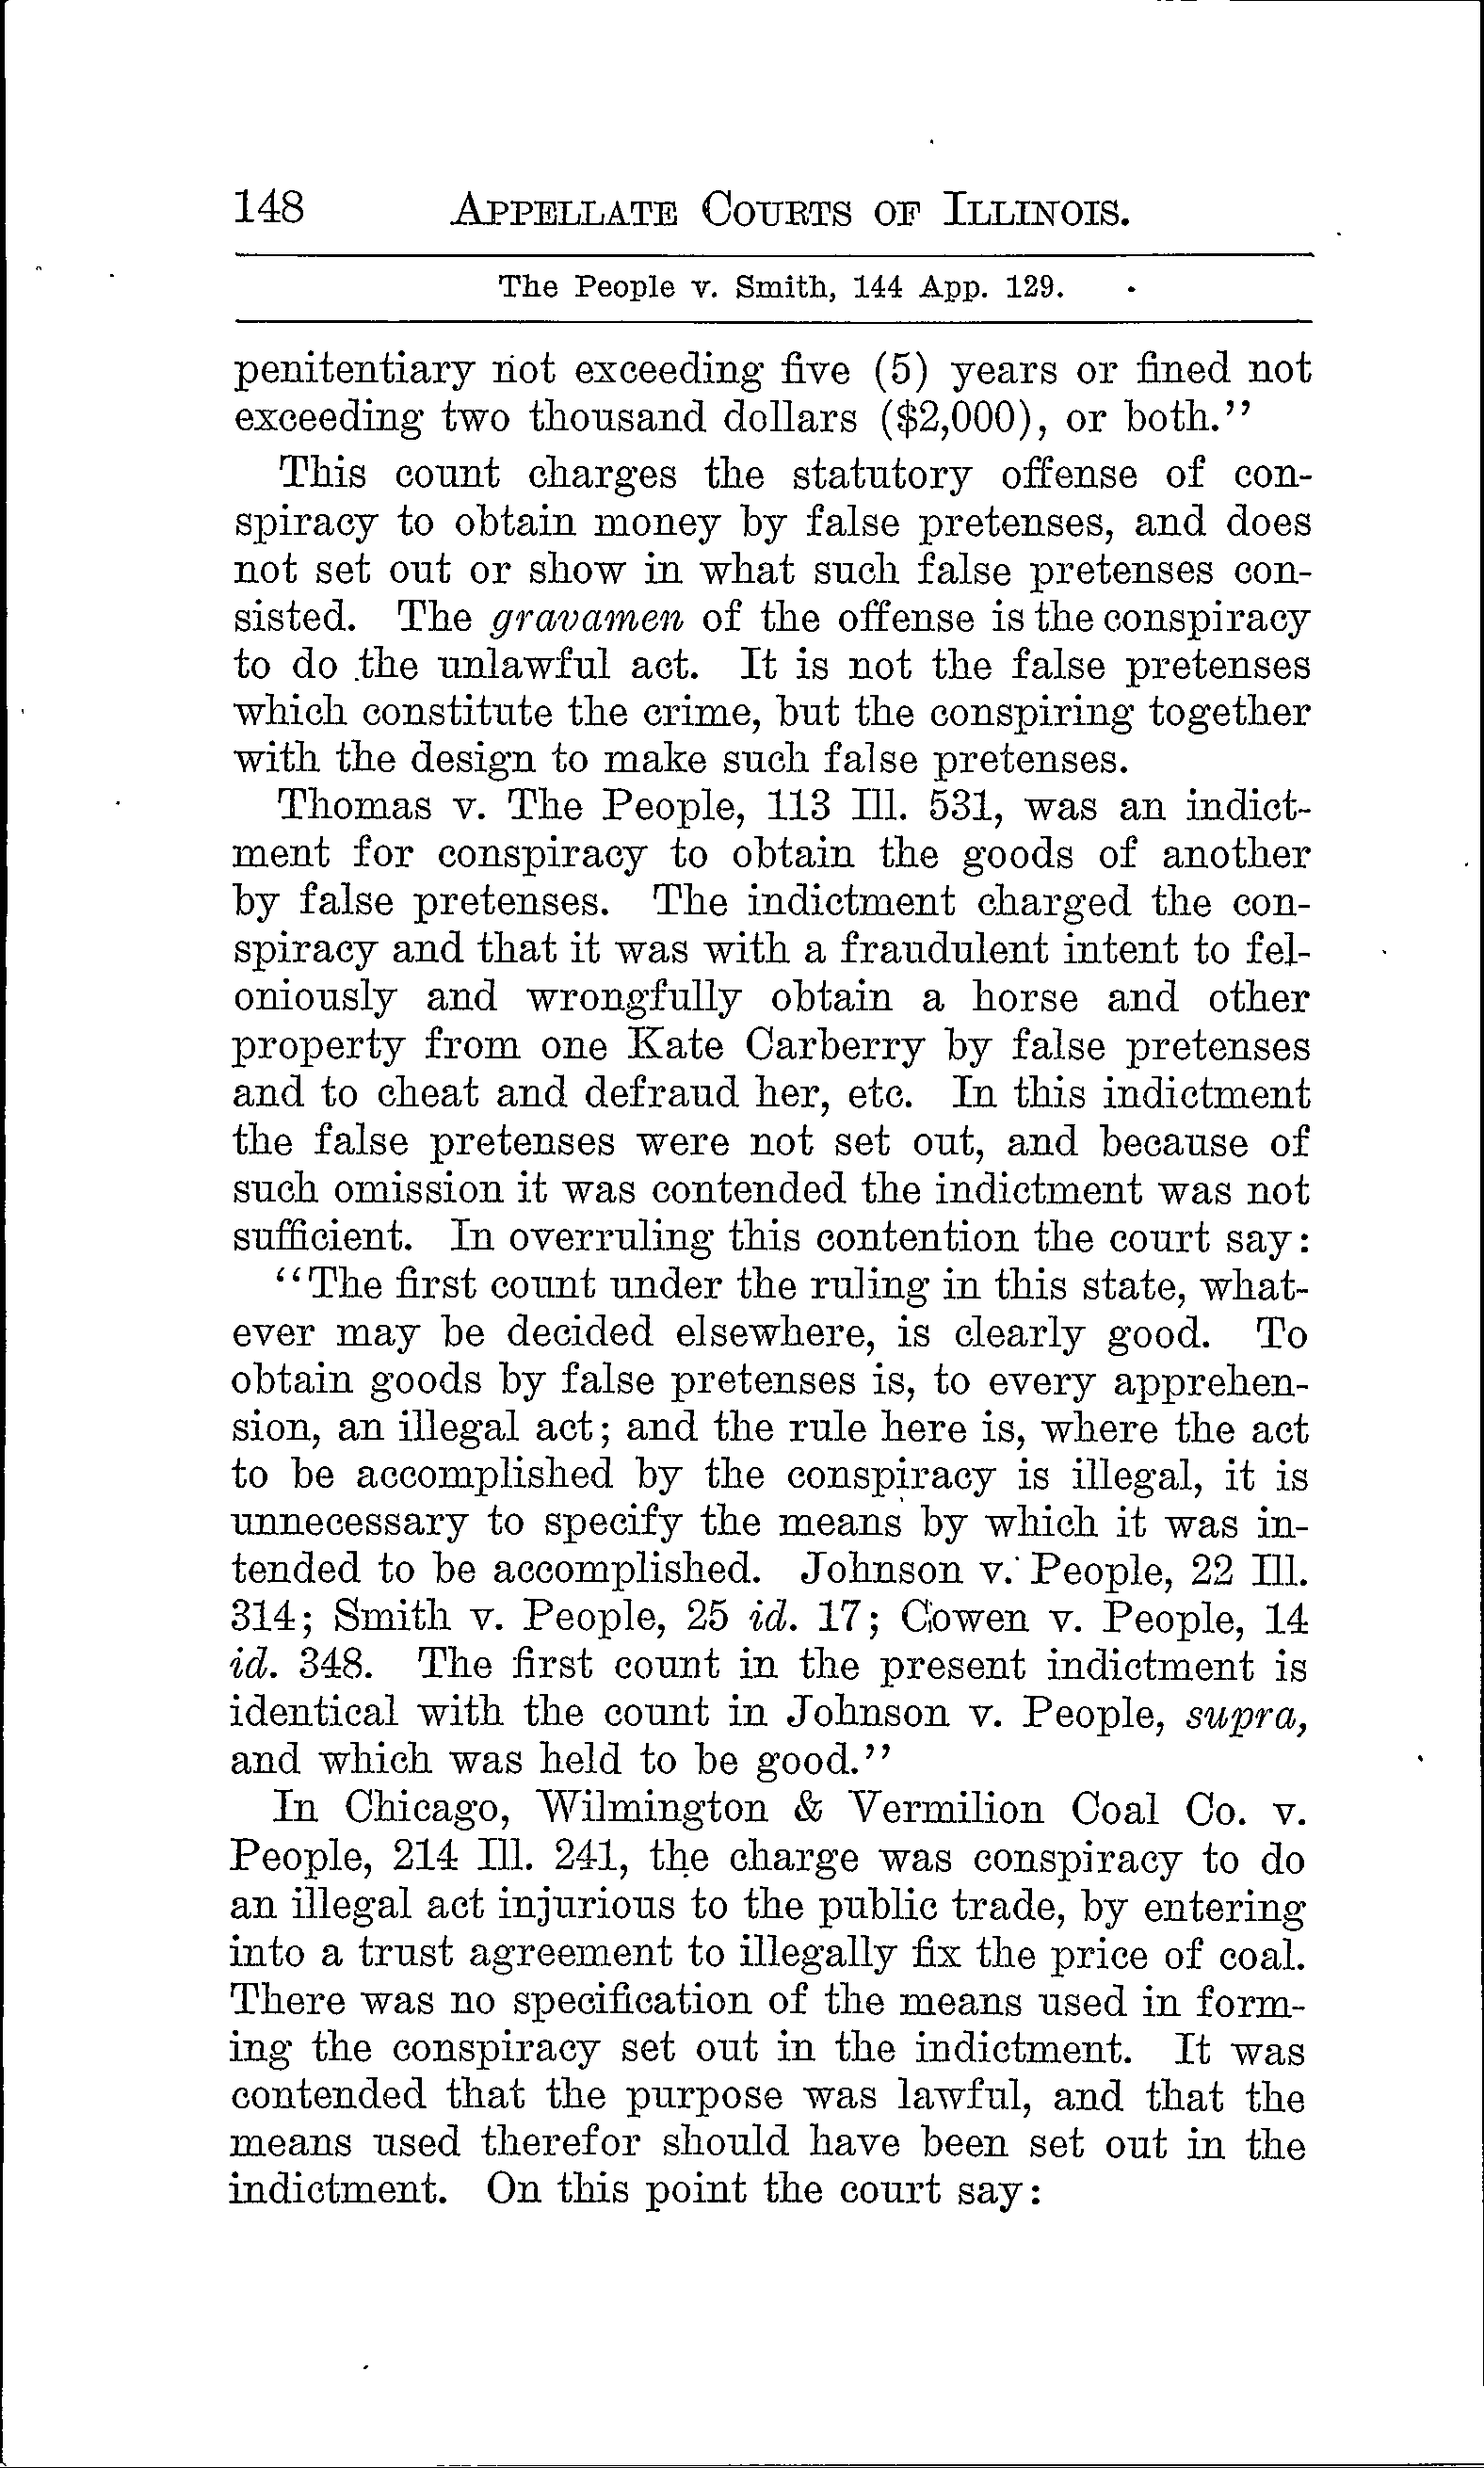 148 APPELLATE COURTS OF ILLINOIS.
The People v. Smith, 144 App. 129.
penitentiary not exceeding five (5) years or fined not
exceeding two thousand dollars ($2,000), or both.’’
This count charges the statutory offense of con-
spiracy to obtain money by false pretenses, and does
not set out or show in what such false pretenses con-
sisted. The gravamen of the offense is the conspiracy
to do the unlawful act. It is not the false pretenses
which constitute the crime, but the conspiring together
with the design to make such false pretenses.
Thomas v. The People, 113 Ill. 531, was an indict-
ment for conspiracy to obtain the goods of another
by false pretenses. The indictment charged the con-
spiracy and that it was with a fraudulent intent to fel-
oniously and wrongfully obtain a horse and other
property from one Kate Carberry by false pretenses
and to cheat and defraud her, etc. In this indictment
the false pretenses were not set out, and because of
such omission it was contended the indictment was not
sufficient. In overruling this contention the court say:
‘‘The first count under the ruling in this state, what-
ever may be decided elsewhere, is clearly good. To
obtain goods by false pretenses is, to every apprehen-
sion, an illegal act; and the rule here is, where the act
to be accomplished by the conspiracy is illegal, it is
unnecessary to specify the means by which it was in-
tended to be accomplished. Johnson v. People, 22 Ill.
314; Smith v. People, 25 id. 17; Cowen v. People, 14
id. 348. The first count in the present indictment is
identical with the count in Johnson v. People, supra,
and which was held to be good.’’
In Chicago, Wilmington & Vermilion Coal Co. v.
People, 214 Ill. 241, the charge was conspiracy to do
an illegal act injurious to the public trade, by entering
into a trust agreement to illegally fix the price of coal.
There was no specification of the means used in form-
ing the conspiracy set out in the indictment. It was
contended that the purpose was lawful, and that the
means used therefor should have been set out in the
indictment. On this point the court say: